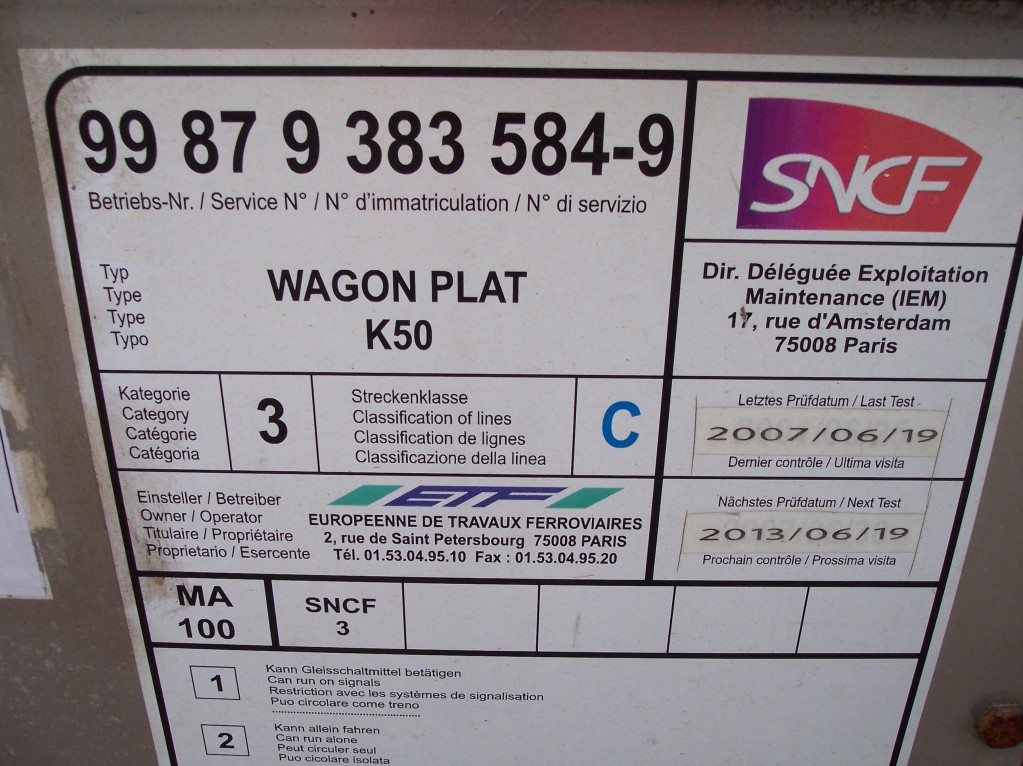 99 87 9 383 584-9
Betriebs-Nr. / Service N° / N° d'immatriculation / N° di servizio
SNCF
Typ
Type
Type
Typo
WAGON PLAT
K50
Dir. Déléguée Exploitation
Maintenance (IEM)
17, rue d'Amsterdam
75008 Paris
Kategorie
Category
Catégorie
Catégoria
3
Streckenklasse
Classification of lines
Classification de lignes
Classificazione della linea
C
Letztes Prüfdatum / Last Test
2007/06/19
Dernier contrôle / Ultima visita
Einsteller / Betreiber
Owner / Operator
Titulaire / Propriétaire
Proprietario / Esercente
ETF
EUROPEENNE DE TRAVAUX FERROVIAIRES
2, rue de Saint Petersbourg 75008 PARIS
Tél. 01.53.04.95.10 Fax : 01.53.04.95.20
Nächstes Prüfdatum / Next Test
2013/06/19
Prochain contrôle / Prossima visita
MA
100
SNCF
3
1
Kann Gleisschaltmittel betätigen
Can run on signals
Restriction avec les systèmes de signalisation
Puo circolare come treno
2
Kann allein fahren
Can run alone
Peut circuler seul
Puo cicolare isolata